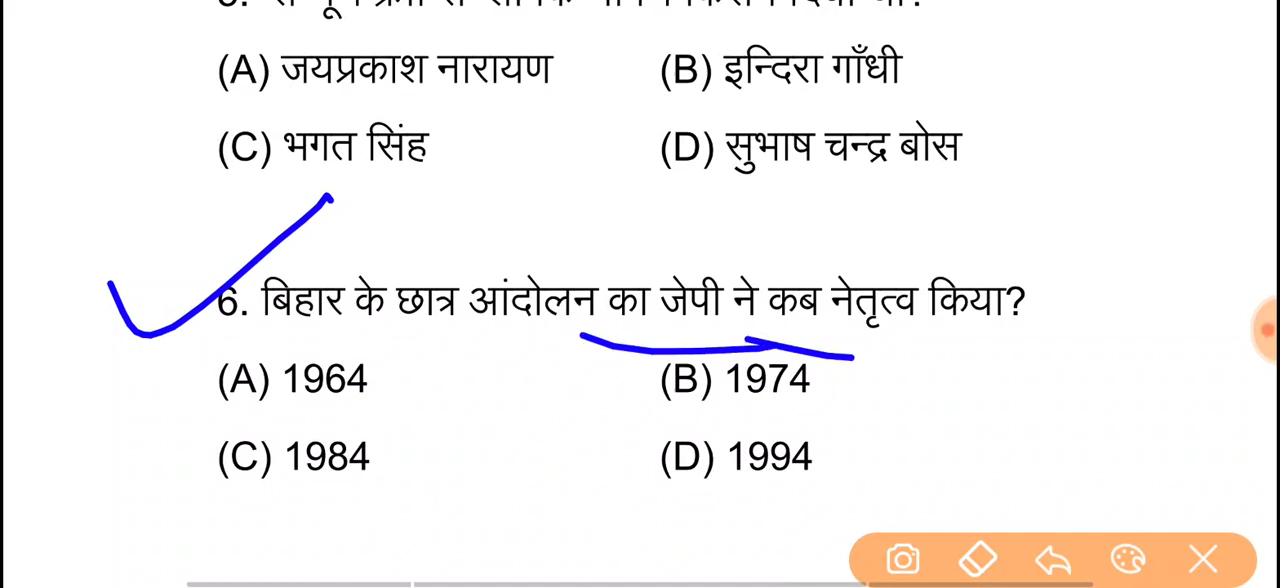 (A) जयप्रकाश नारायण (B) इन्दिरा गाँधी
(C) भगत सिंह (D) सुभाष चन्द्र बोस
6. बिहार के छात्र आंदोलन का जेपी ने कब नेतृत्व किया?
(A) 1964 (B) 1974
(C) 1984 (D) 1994